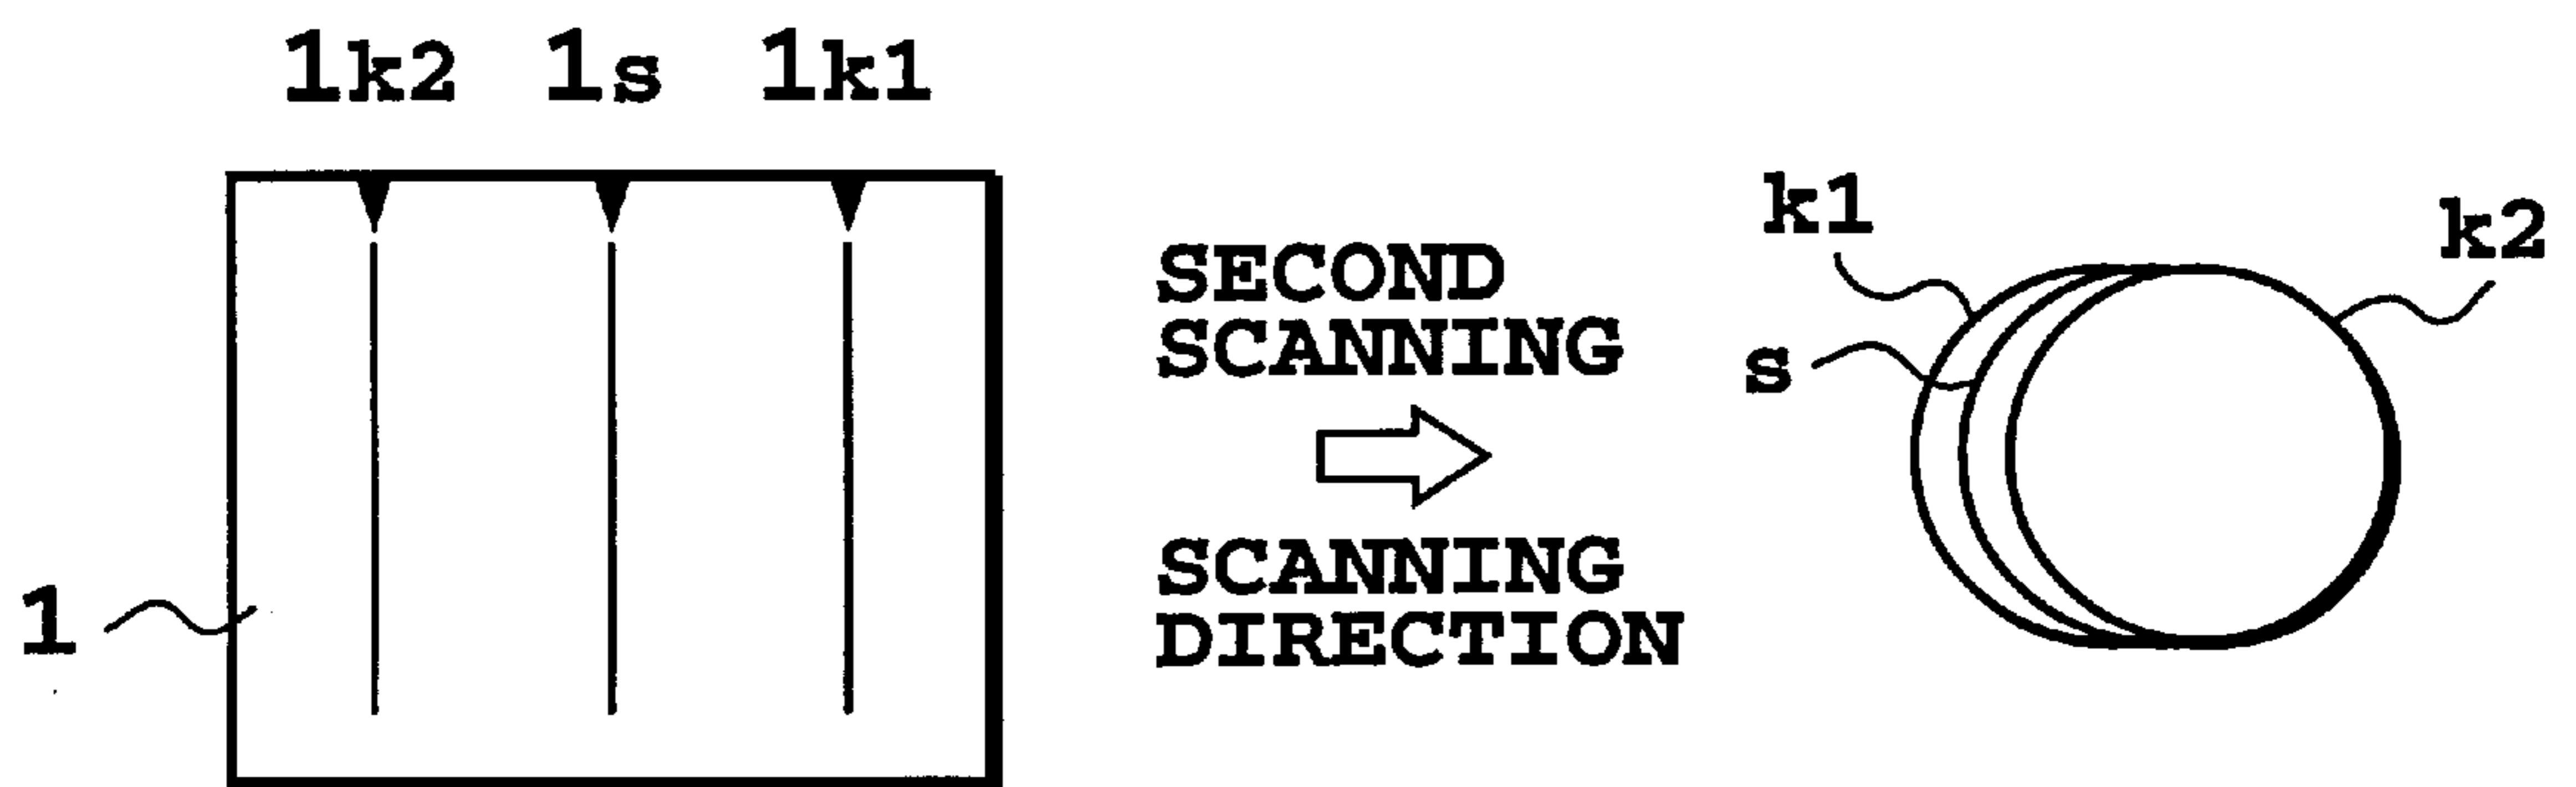 1k2 1s 1k1
k1
k2
SECOND
SCANNING
s
SCANNING
DIRECTION
1